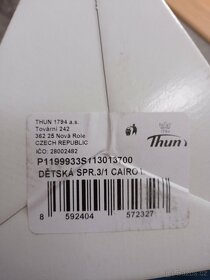 THUN 1794 a.s.
Tovární 242
362 25 Nová Role
CZECH REPUBLIC
IČO: 28002482
1794
Thun
P1199933S113013700
DĚTSKÁ SPR.3/1 CAIRO
8 592404 572327